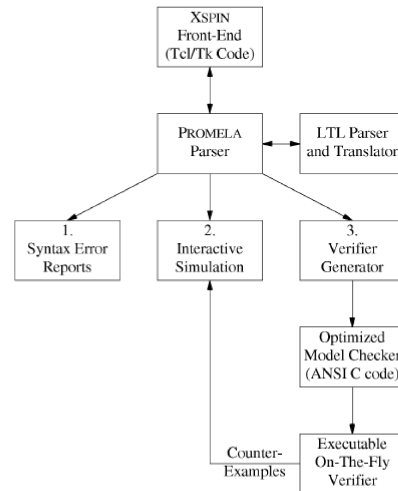 XSPIN
Front-End
(Tcl/Tk Code)
PROMELA
Parser
LTL Parser
and Translator
1.
Syntax Error
Reports
2.
Interactive
Simulation
3.
Verifier
Generator
Optimized
Model Checker
(ANSI C code)
Counter-
Examples
Executable
On-The-Fly
Verifier